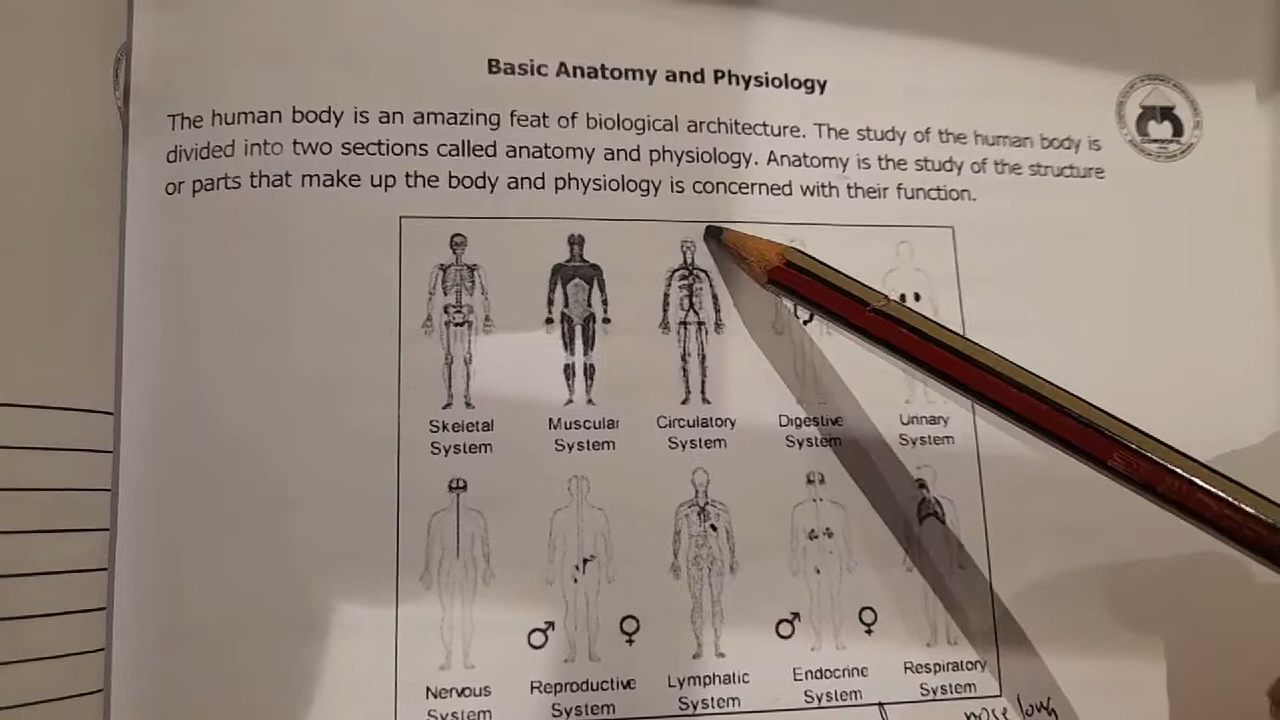 Basic Anatomy and Physiology
The human body is an amazing feat of biological architecture. The study of the human body is
divided into two sections called anatomy and physiology. Anatomy is the study of the structure
or parts that make up the body and physiology is concerned with their function.
Skeletal System
Muscular System
Circulatory System
Digestive System
Urinary System
Nervous System
Reproductive System
Lymphatic System
Endocrine System
Respiratory System
nose long